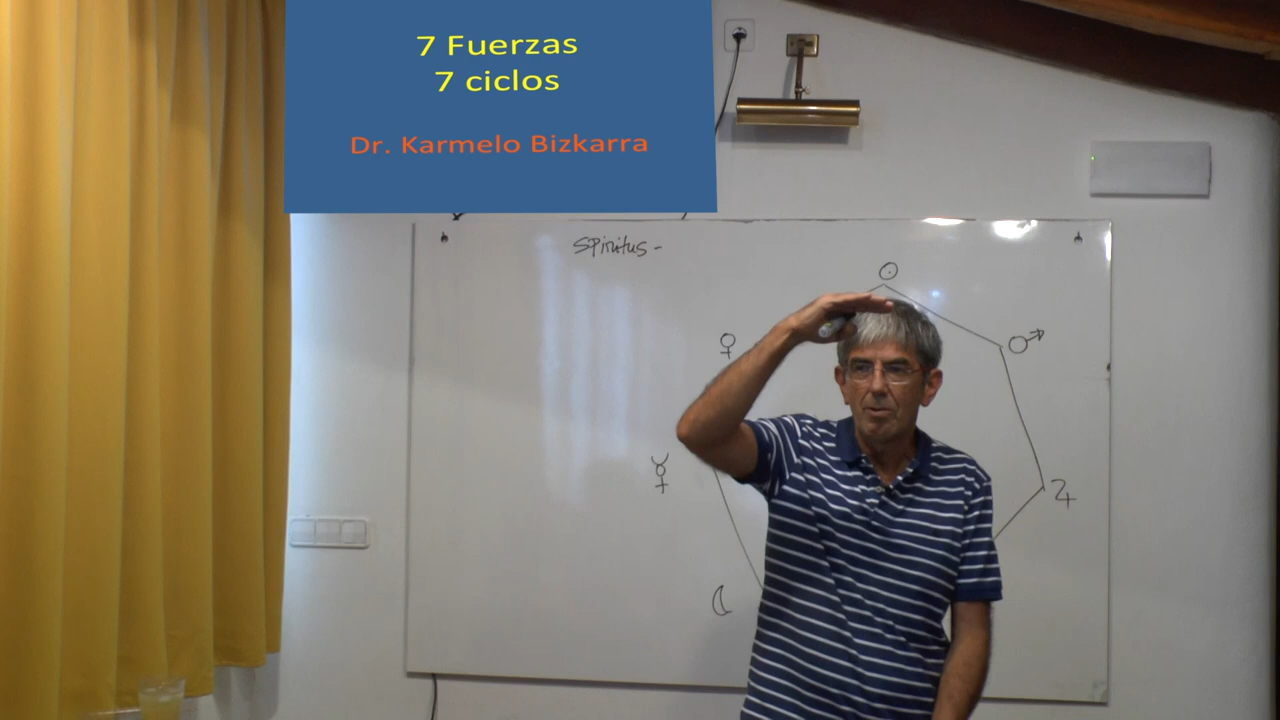 7 Fuerzas
7 ciclos
Dr. Karmelo Bizkarra
Spiritus -
☉
♂
♀
☿
♃
☾